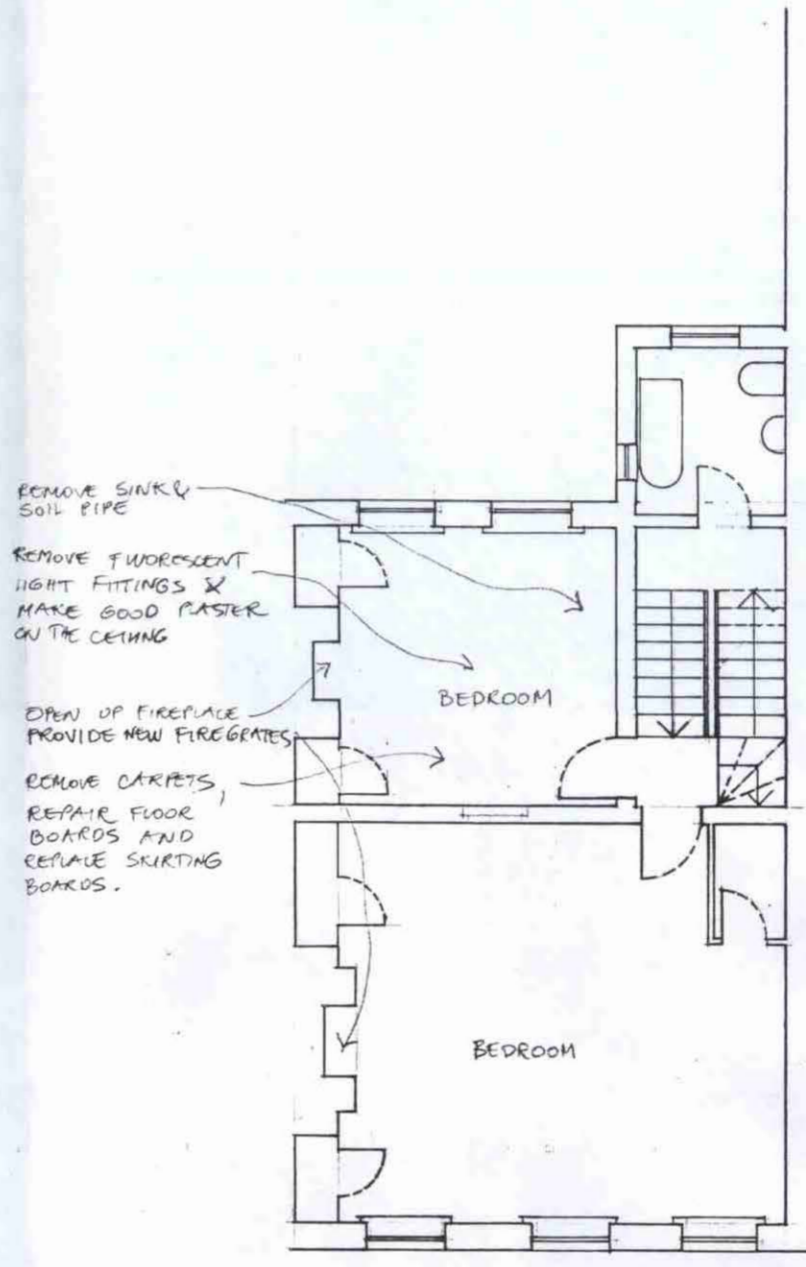 REMOVE SINK &
SOIL PIPE
REMOVE FLUORESCENT
LIGHT FITTINGS &
MAKE GOOD PLASTER
ON THE CEILING
OPEN UP FIREPLACE
PROVIDE NEW FIREGRATES
REMOVE CARPETS,
REPAIR FLOOR
BOARDS AND
REPLACE SKIRTING
BOARDS.
BEDROOM
BEDROOM